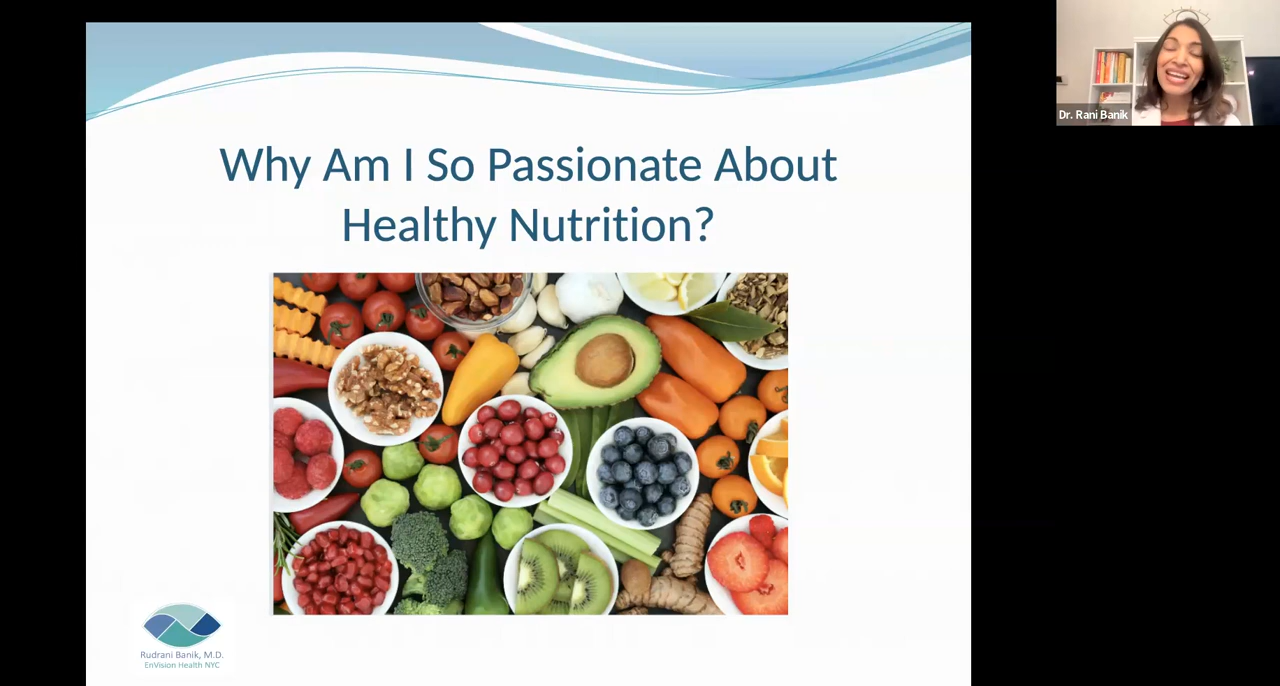 Why Am I So Passionate About
Healthy Nutrition?
Rudrani Banik, M.D.
EnVision Health NYC
Dr. Rani Banik